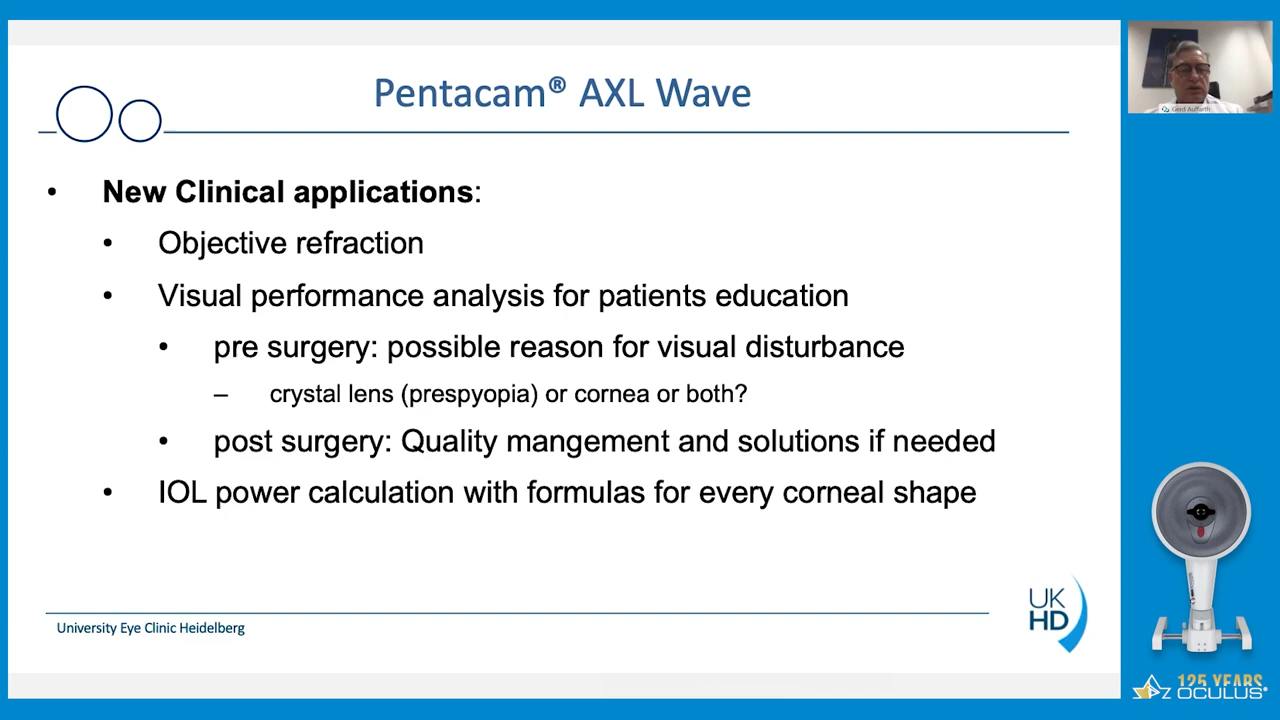 Pentacam® AXL Wave
• New Clinical applications:
• Objective refraction
• Visual performance analysis for patients education
• pre surgery: possible reason for visual disturbance
– crystal lens (prespyopia) or cornea or both?
• post surgery: Quality mangement and solutions if needed
• IOL power calculation with formulas for every corneal shape
University Eye Clinic Heidelberg
UK
HD
Gerd Auffarth
125 YEARS
OCULUS®